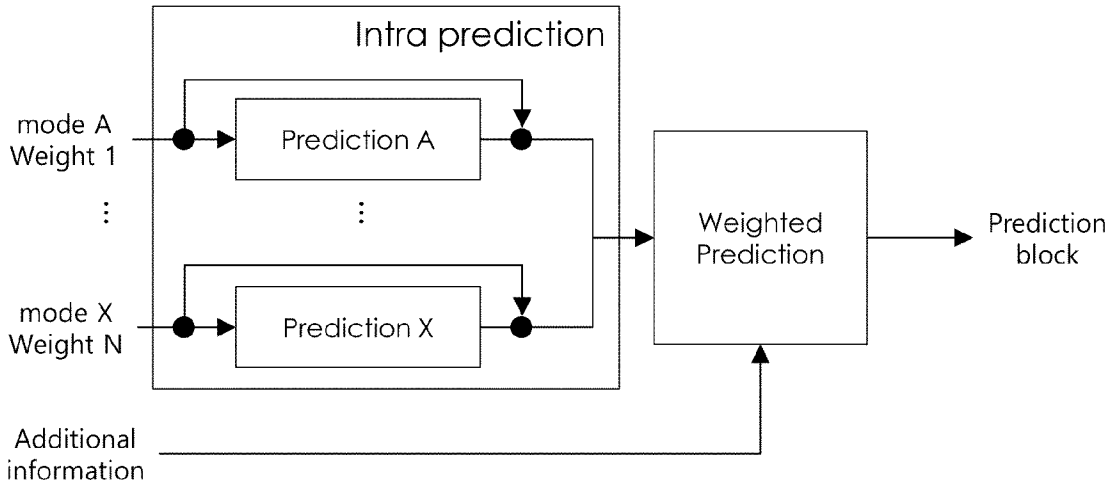 Intra prediction
mode A
Weight 1
Prediction A
⋮
⋮
Weighted
Prediction
Prediction
block
mode X
Weight N
Prediction X
Additional
information